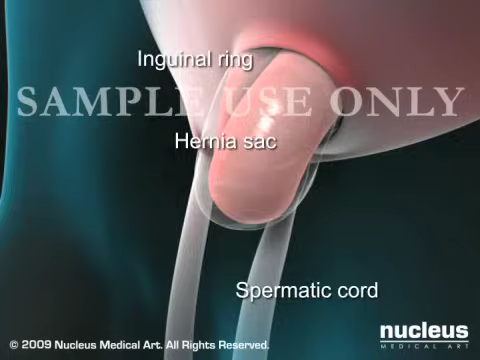 Inguinal ring
SAMPLE USE ONLY
Hernia sac
Spermatic cord
nucleus
MEDICAL ART
© 2009 Nucleus Medical Art. All Rights Reserved.